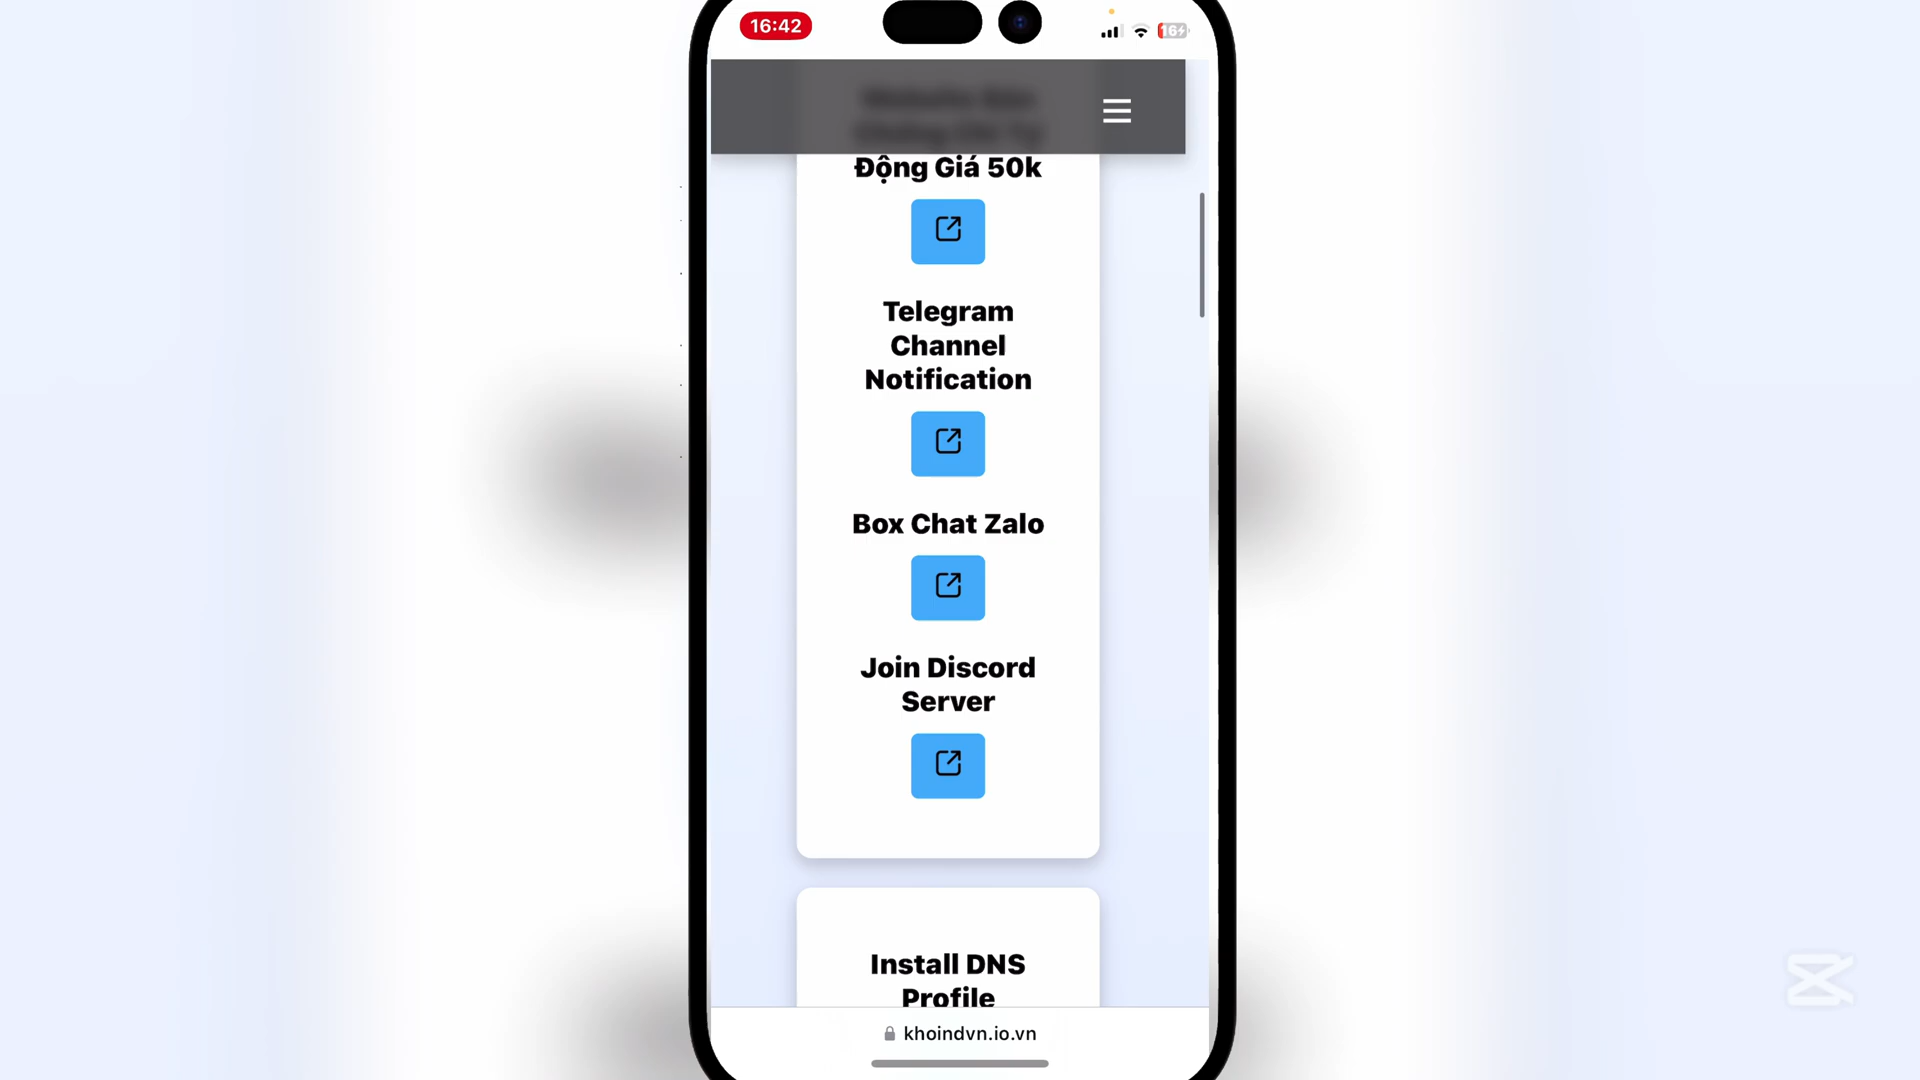 16:42
16
Động Giá 50k
Telegram
Channel
Notification
Box Chat Zalo
Join Discord
Server
Install DNS
Profile
khoindvn.io.vn